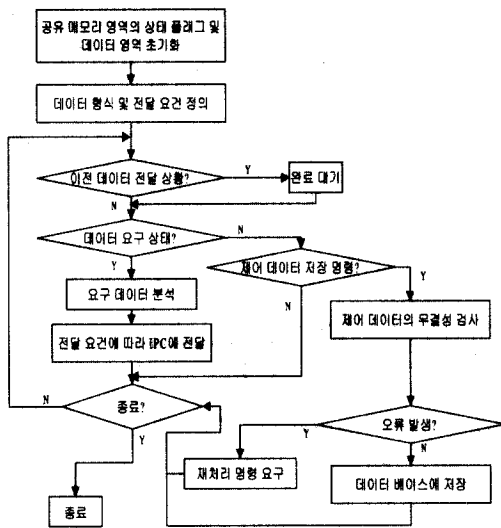 공유 메모리 영역의 상태 플래그 및
데이터 영역 초기화
데이터 형식 및 전달 요건 정의
이전 데이터 전달 상황?
Y
완료 대기
N
데이터 요구 상태?
N
Y
제어 데이터 저장 명령?
Y
요구 데이터 분석
N
제어 데이터의 무결성 검사
전달 요건에 따라 IPC에 전달
N
종료?
Y
오류 발생?
Y
N
재처리 명령 요구
데이터 베이스에 저장
종료